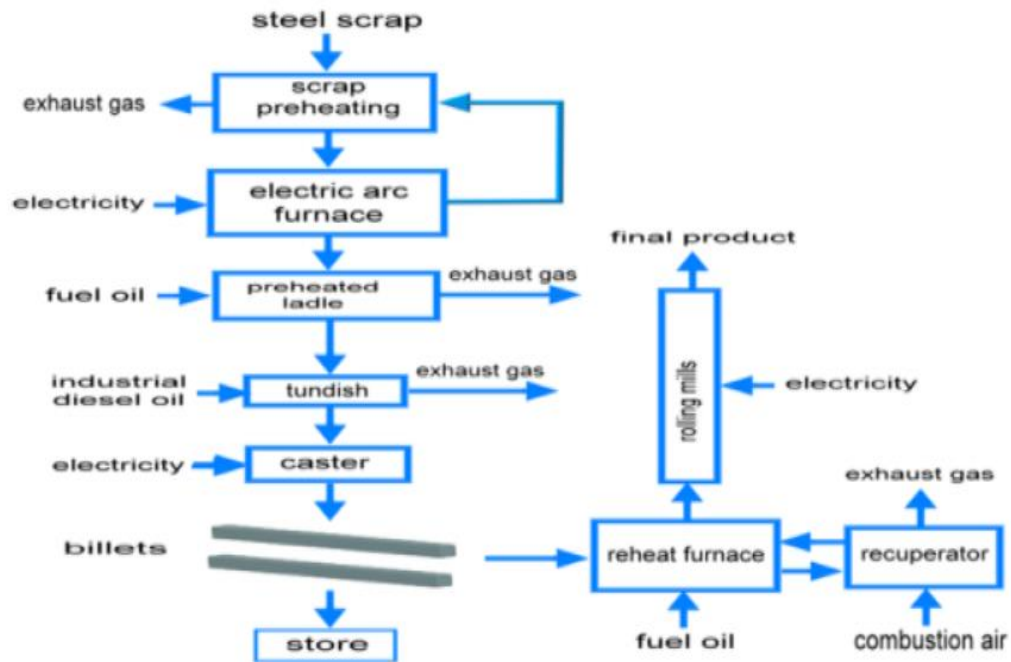 steel scrap
exhaust gas
scrap
preheating
electricity
electric arc
furnace
fuel oil
preheated
ladle
exhaust gas
industrial
diesel oil
tundish
exhaust gas
electricity
caster
billets
store
final product
rolling mills
electricity
exhaust gas
reheat furnace
recuperator
fuel oil
combustion air